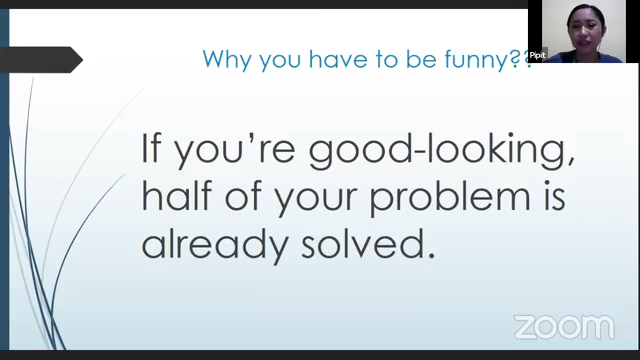 Why you have to be funny??
Pipit
If you're good-looking,
half of your problem is
already solved.
zoom